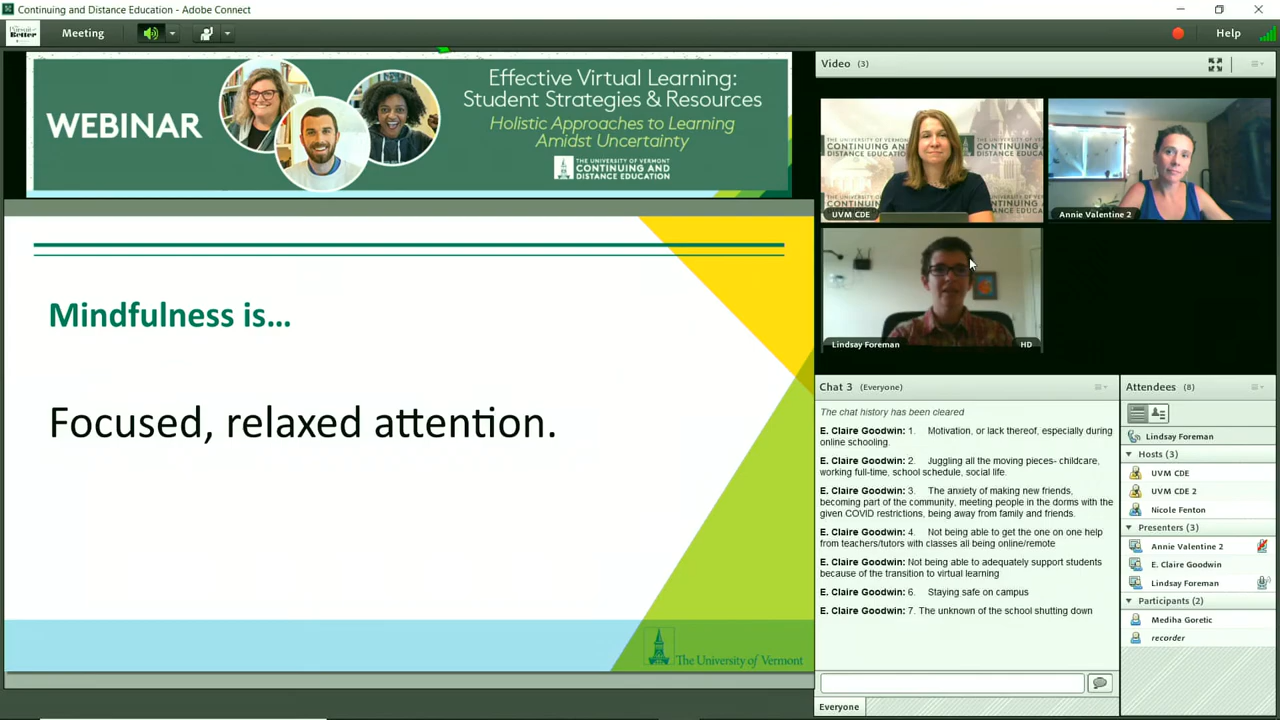 Continuing and Distance Education - Adobe Connect
Pursuit of
Better
Meeting
Help
WEBINAR
Effective Virtual Learning:
Student Strategies & Resources
Holistic Approaches to Learning
Amidst Uncertainty
THE UNIVERSITY OF VERMONT
CONTINUING AND
DISTANCE EDUCATION
Mindfulness is...
Focused, relaxed attention.
The University of Vermont
Video (3)
THE UNIVERSITY OF VERMONT
CONTINUING
DISTANCE EDUCA
UVM CDE
Annie Valentine 2
Lindsay Foreman
HD
Chat 3 (Everyone)
The chat history has been cleared
E. Claire Goodwin: 1. Motivation, or lack thereof, especially during
online schooling.
E. Claire Goodwin: 2. Juggling all the moving pieces- childcare,
working full-time, school schedule, social life.
E. Claire Goodwin: 3. The anxiety of making new friends,
becoming part of the community, meeting people in the dorms with the
given COVID restrictions, being away from family and friends.
E. Claire Goodwin: 4. Not being able to get the one on one help
from teachers/tutors with classes all being online/remote
E. Claire Goodwin: Not being able to adequately support students
because of the transition to virtual learning
E. Claire Goodwin: 6. Staying safe on campus
E. Claire Goodwin: 7. The unknown of the school shutting down
Everyone
Attendees (8)
Lindsay Foreman
Hosts (3)
UVM CDE
UVM CDE 2
Nicole Fenton
Presenters (3)
Annie Valentine 2
E. Claire Goodwin
Lindsay Foreman
Participants (2)
Mediha Goretic
recorder